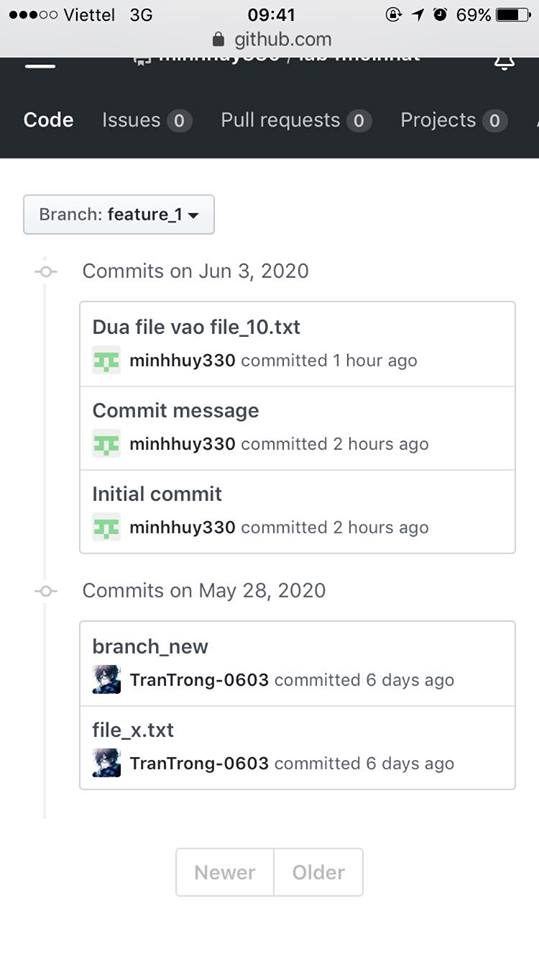 Viettel 3G 09:41 69%
github.com
minhhuy330 /
Code Issues 0 Pull requests 0 Projects 0
Branch: feature_1
Commits on Jun 3, 2020
Dua file vao file_10.txt
minhhuy330 committed 1 hour ago
Commit message
minhhuy330 committed 2 hours ago
Initial commit
minhhuy330 committed 2 hours ago
Commits on May 28, 2020
branch_new
TranTrong-0603 committed 6 days ago
file_x.txt
TranTrong-0603 committed 6 days ago
Newer Older